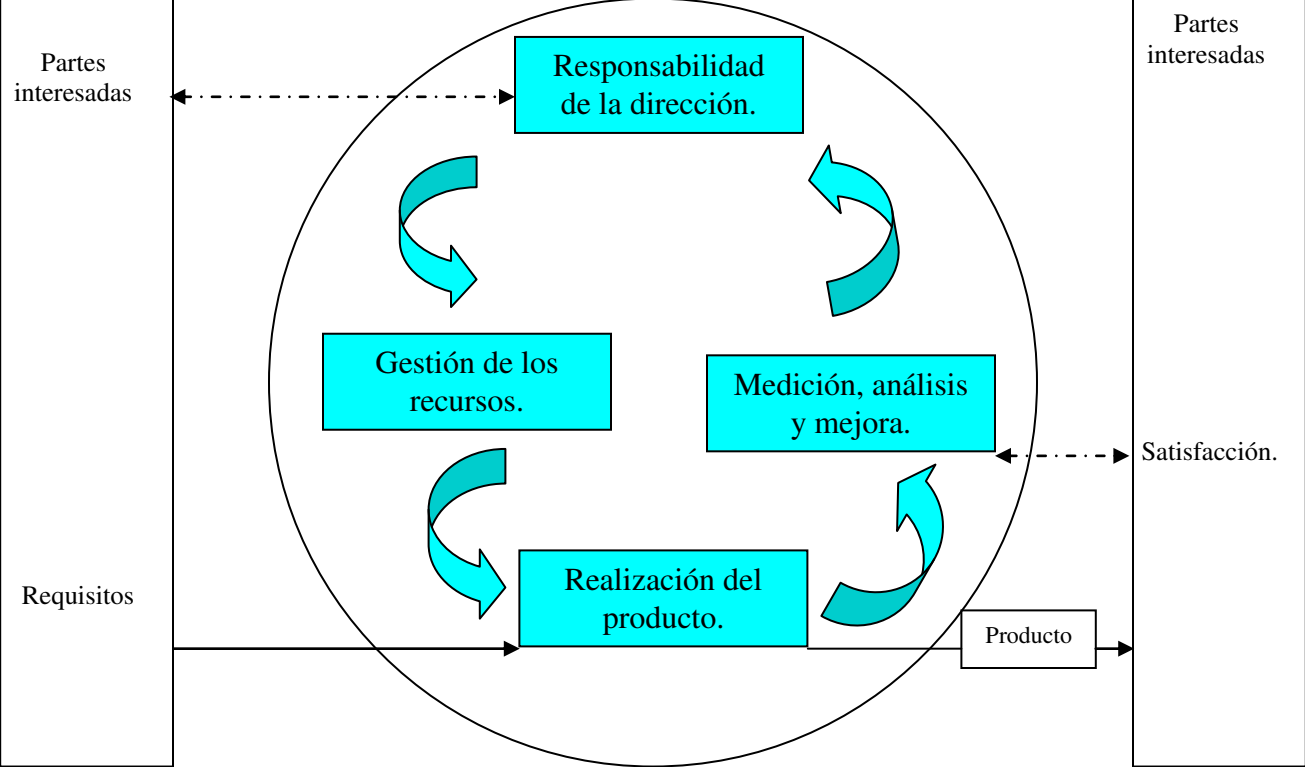 Partes
interesadas
Partes
interesadas
Responsabilidad
de la dirección.
Gestión de los
recursos.
Medición, análisis
y mejora.
Satisfacción.
Realización del
producto.
Requisitos
Producto